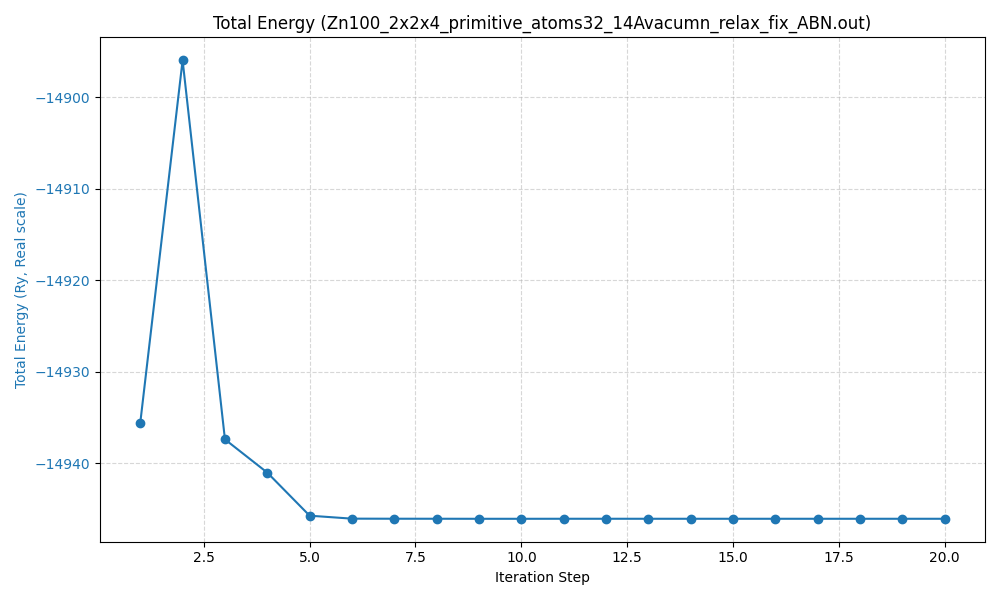 Total Energy (Zn100_2x2x4_primitive_atoms32_14Avacumn_relax_fix_ABN.out)
Total Energy (Ry, Real scale)
−14900
−14910
−14920
−14930
−14940
2.5 5.0 7.5 10.0 12.5 15.0 17.5 20.0
Iteration Step